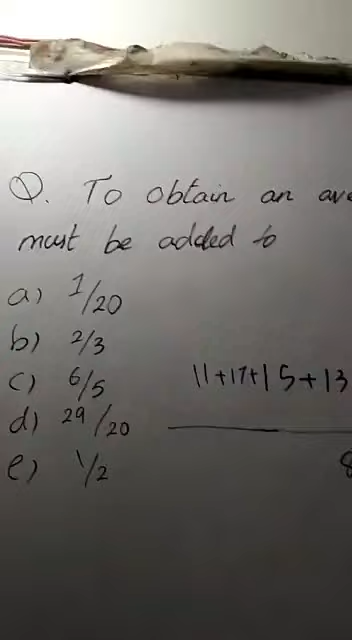 Q. To obtain an ave
must be added to
a) 1/20
b) 2/3
c) 6/5
11+17+15+13
d) 29/20
e) 1/2
8